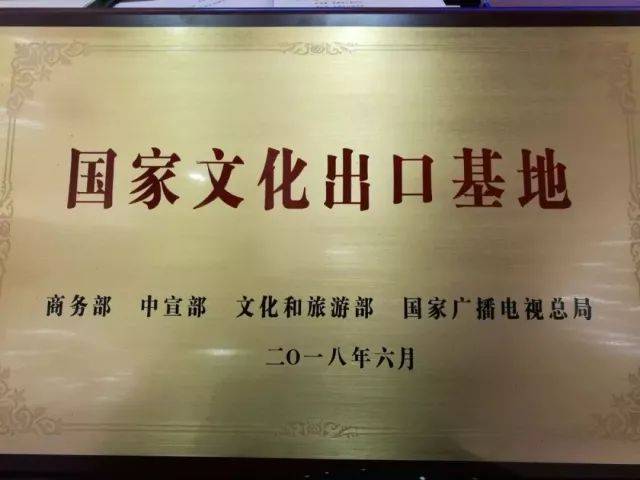 国家文化出口基地
商务部 中宣部 文化和旅游部 国家广播电视总局
二〇一八年六月